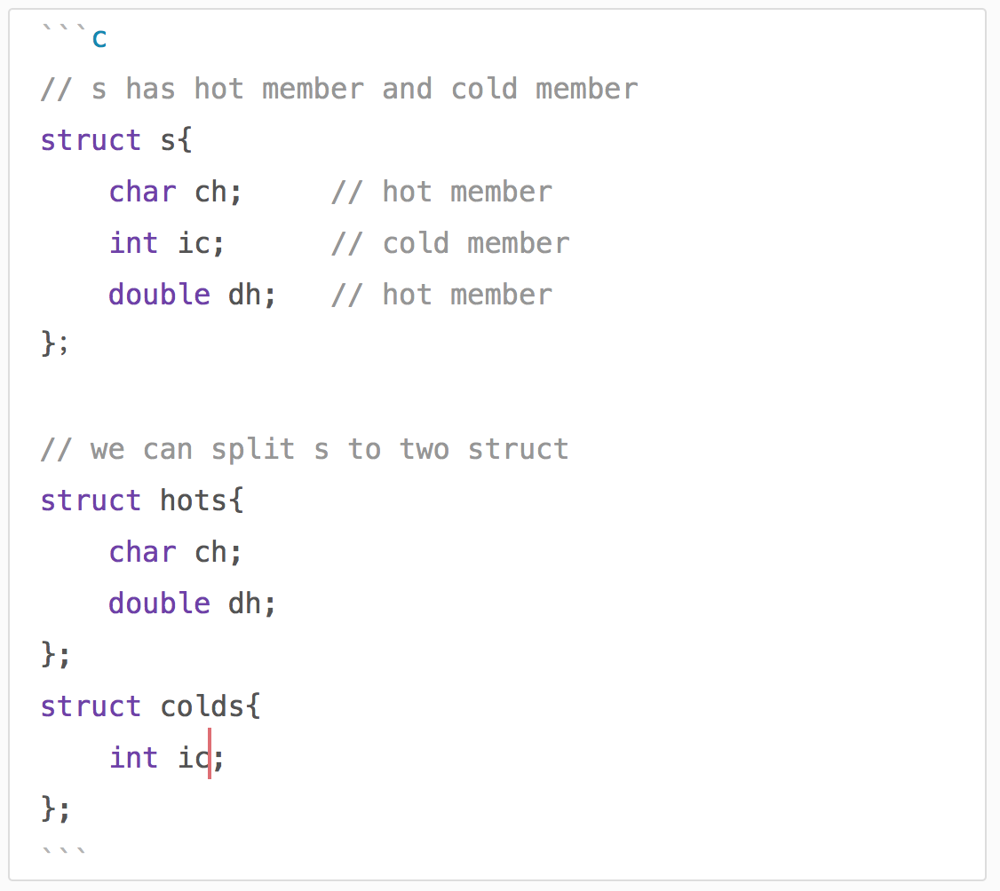 ```c
// s has hot member and cold member
struct s{
    char ch;     // hot member
    int ic;      // cold member
    double dh;   // hot member
};

// we can split s to two struct
struct hots{
    char ch;
    double dh;
};
struct colds{
    int ic;
};
```